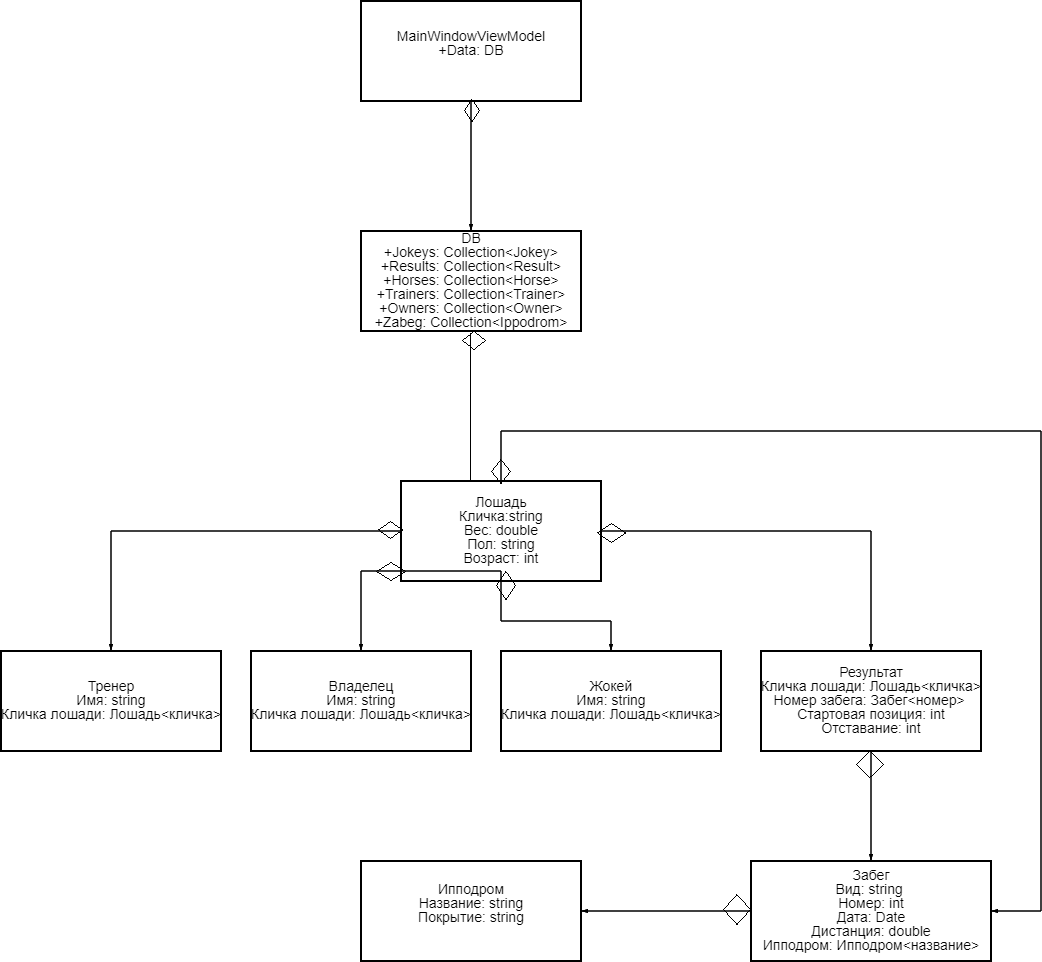 MainWindowViewModel
+Data: DB
DB
+Jokeys: Collection<Jokey>
+Results: Collection<Result>
+Horses: Collection<Horse>
+Trainers: Collection<Trainer>
+Owners: Collection<Owner>
+Zabeg: Collection<Ippodrom>
Лошадь
Кличка:string
Вес: double
Пол: string
Возраст: int
Тренер
Имя: string
Кличка лошади: Лошадь<кличка>
Владелец
Имя: string
Кличка лошади: Лошадь<кличка>
Жокей
Имя: string
Кличка лошади: Лошадь<кличка>
Результат
Кличка лошади: Лошадь<кличка>
Номер забега: Забег<номер>
Стартовая позиция: int
Отставание: int
Ипподром
Название: string
Покрытие: string
Забег
Вид: string
Номер: int
Дата: Date
Дистанция: double
Ипподром: Ипподром<название>